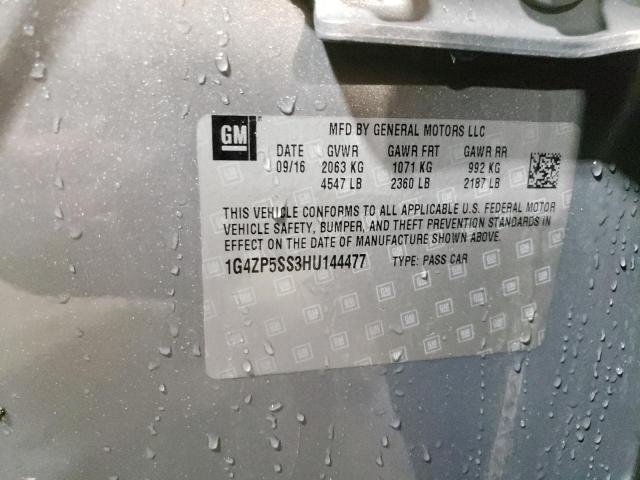 GM
MFD BY GENERAL MOTORS LLC
DATE GVWR GAWR FRT GAWR RR
09/16 2063 KG 1071 KG 992 KG
4547 LB 2360 LB 2187 LB
THIS VEHICLE CONFORMS TO ALL APPLICABLE U.S. FEDERAL MOTOR
VEHICLE SAFETY, BUMPER, AND THEFT PREVENTION STANDARDS IN
EFFECT ON THE DATE OF MANUFACTURE SHOWN ABOVE.
1G4ZP5SS3HU144477 TYPE: PASS CAR